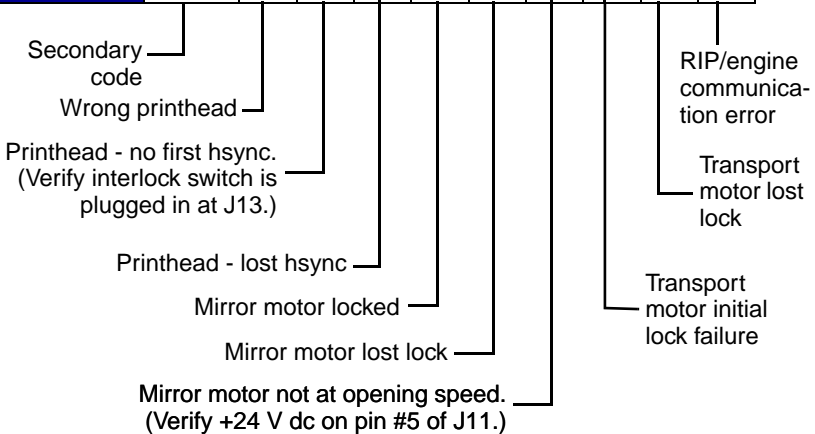 Secondary
code
Wrong printhead
Printhead - no first hsync.
(Verify interlock switch is
plugged in at J13.)
Printhead - lost hsync
Mirror motor locked
Mirror motor lost lock
Mirror motor not at opening speed.
(Verify +24 V dc on pin #5 of J11.)
RIP/engine
communica-
tion error
Transport
motor lost
lock
Transport
motor initial
lock failure